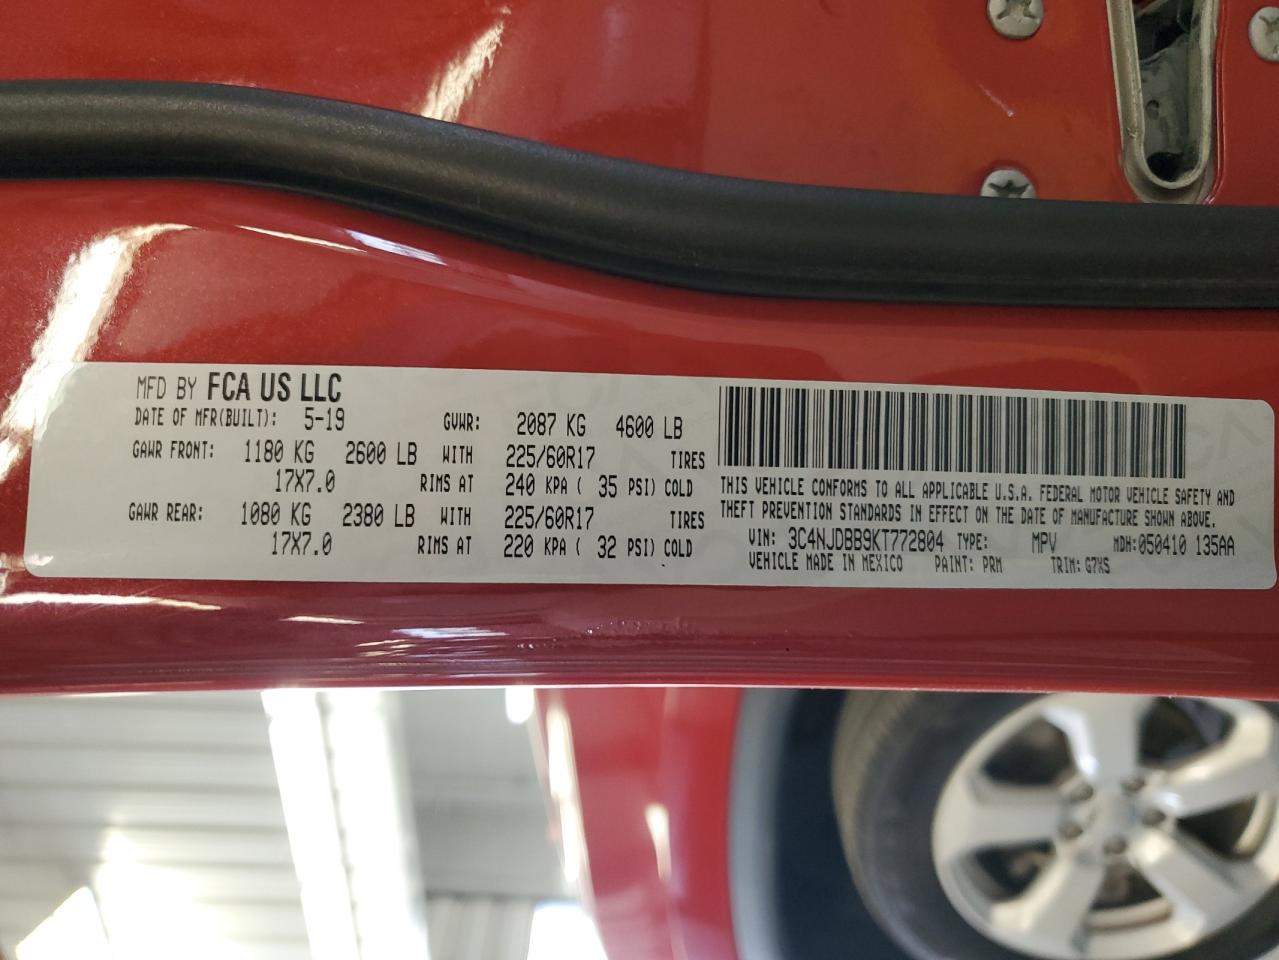 MFD BY FCA US LLC
DATE OF MFR(BUILT): 5-19 GVWR: 2087 KG 4600 LB
GAWR FRONT: 1180 KG 2600 LB WITH 225/60R17 TIRES
17X7.0 RIMS AT 240 KPA ( 35 PSI) COLD
GAWR REAR: 1080 KG 2380 LB WITH 225/60R17 TIRES
17X7.0 RIMS AT 220 KPA ( 32 PSI) COLD
THIS VEHICLE CONFORMS TO ALL APPLICABLE U.S.A. FEDERAL MOTOR VEHICLE SAFETY AND
THEFT PREVENTION STANDARDS IN EFFECT ON THE DATE OF MANUFACTURE SHOWN ABOVE.
VIN: 3C4NJDBB9KT772804 TYPE: MPV MDH: 050410 135AA
VEHICLE MADE IN MEXICO PAINT: PRM TRIM: G7XS